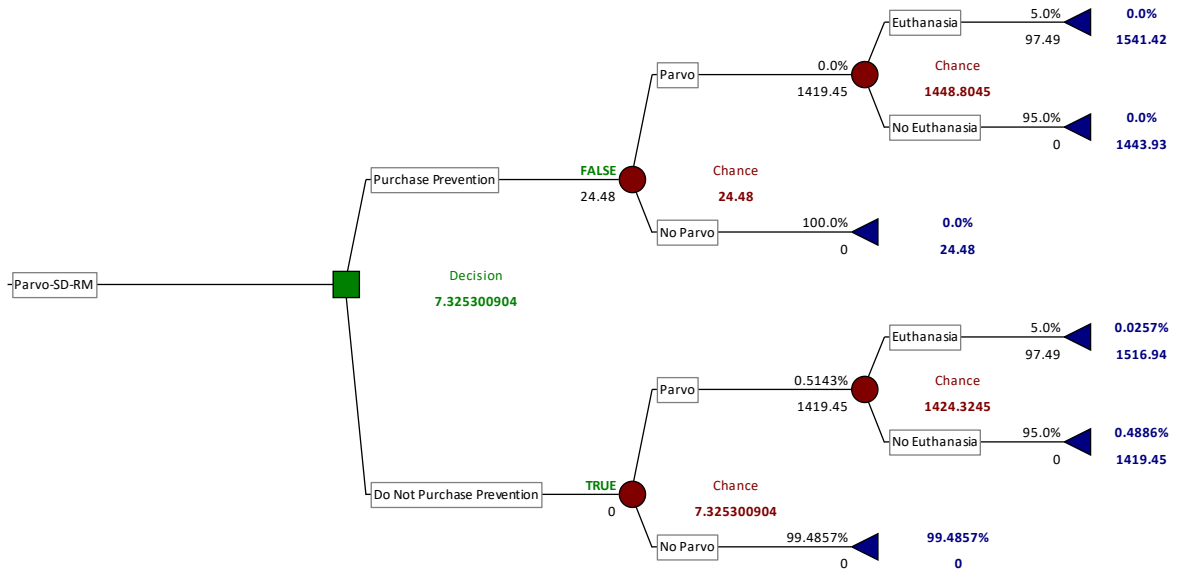 Euthanasia 5.0% 0.0%
97.49 1541.42
Parvo 0.0% Chance
1419.45 1448.8045
No Euthanasia 95.0% 0.0%
0 1443.93
Purchase Prevention FALSE Chance
24.48 24.48
No Parvo 100.0% 0.0%
0 24.48
Parvo-SD-RM Decision
7.325300904
Euthanasia 5.0% 0.0257%
97.49 1516.94
Parvo 0.5143% Chance
1419.45 1424.3245
No Euthanasia 95.0% 0.4886%
0 1419.45
Do Not Purchase Prevention TRUE Chance
0 7.325300904
No Parvo 99.4857% 99.4857%
0 0